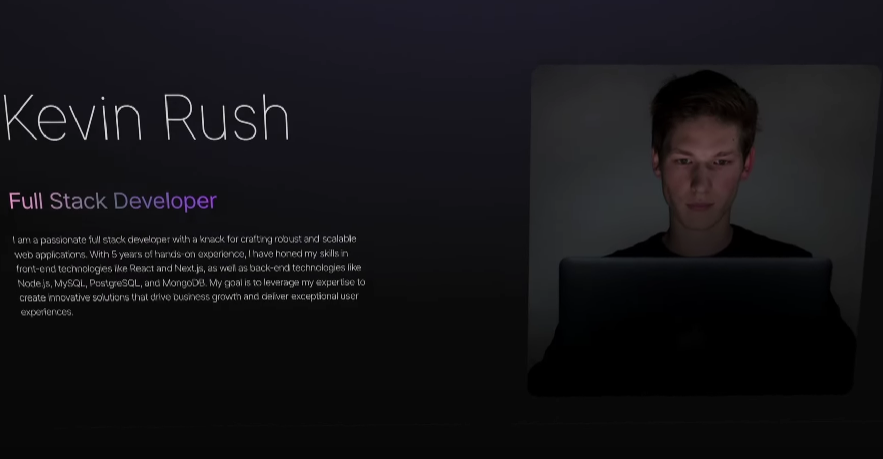 Kevin Rush
Full Stack Developer
I am a passionate full stack developer with a knack for crafting robust and scalable
web applications. With 5 years of hands-on experience, I have honed my skills in
front-end technologies like React and Next.js, as well as back-end technologies like
Node.js, MySQL, PostgreSQL, and MongoDB. My goal is to leverage my expertise to
create innovative solutions that drive business growth and deliver exceptional user
experiences.